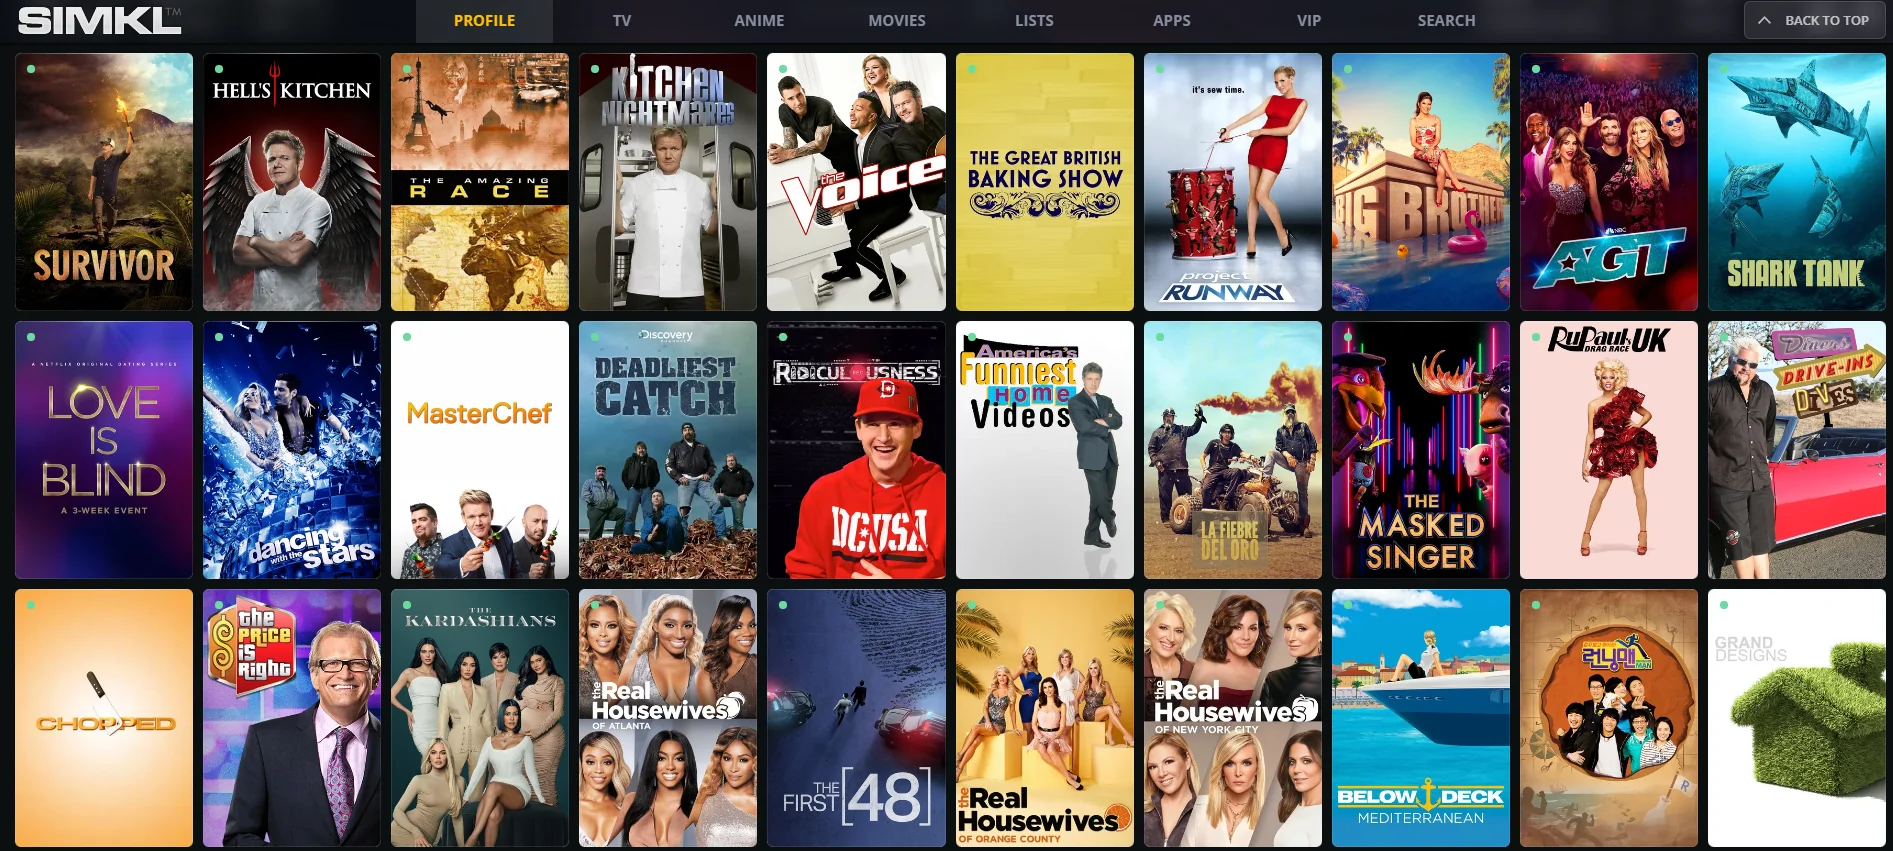 SIMKL™
PROFILE
TV
ANIME
MOVIES
LISTS
APPS
VIP
SEARCH
BACK TO TOP
SURVIVOR
HELL'S KITCHEN
THE AMAZING
RACE
KITCHEN
NIGHTMARES
the
Voice
THE GREAT BRITISH
BAKING SHOW
it's sew time.
project
RUNWAY
BIG BROTHER
NBC
AGT
SHARK TANK
A NETFLIX ORIGINAL DATING SERIES
LOVE
IS
BLIND
A 3-WEEK EVENT
dancing
with the
stars
MasterChef
Discovery
DEADLIEST
CATCH
RIDICULOUSNESS
D
DCUSA
America's
Funniest
Home
Videos
LA FIEBRE
DEL ORO
THE
MASKED
SINGER
RuPaul's UK
DRAG RACE
Diners
DRIVE-INS
DIVES
CHOPPED
the
PRiCE
iS
RigHt
THE
KARDASHIANS
the
Real
Housewives
OF ATLANTA
THE
FIRST [48]
the
Real
Housewives
OF ORANGE COUNTY
the
Real
Housewives
OF NEW YORK CITY
BELOW DECK
MEDITERRANEAN
런닝맨
MAN
R
GRAND
DESIGNS